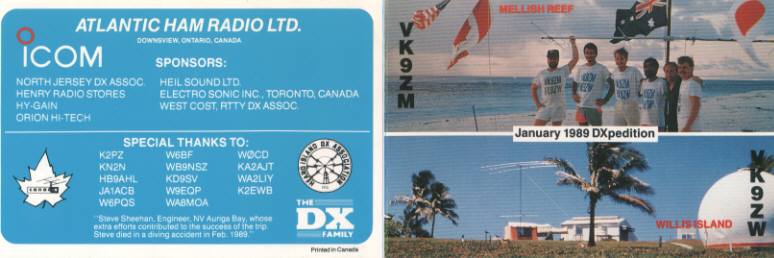 ATLANTIC HAM RADIO LTD.
DOWNSVIEW, ONTARIO, CANADA
ICOM
SPONSORS:
NORTH JERSEY DX ASSOC.
HENRY RADIO STORES
HY-GAIN
ORION HI-TECH
HEIL SOUND LTD.
ELECTRO SONIC INC., TORONTO, CANADA
WEST COST, RTTY DX ASSOC.
SPECIAL THANKS TO:
K2PZ
KN2N
HB9AHL
JA1ACB
W6PQS
W6BF
WB9NSZ
KD9SV
W9EQP
WA8MOA
WØCD
KA2AJT
WA2LIY
K2EWB
"Steve Sheehan, Engineer, NV Auriga Bay, whose
extra efforts contributed to the success of the trip.
Steve died in a diving accident in Feb. 1989."
ISLAND DX ASSOCIATION
THE
DX
FAMILY
Printed in Canada
VK9ZM
MELLISH REEF
January 1989 DXpedition
WILLIS ISLAND
VK9ZW